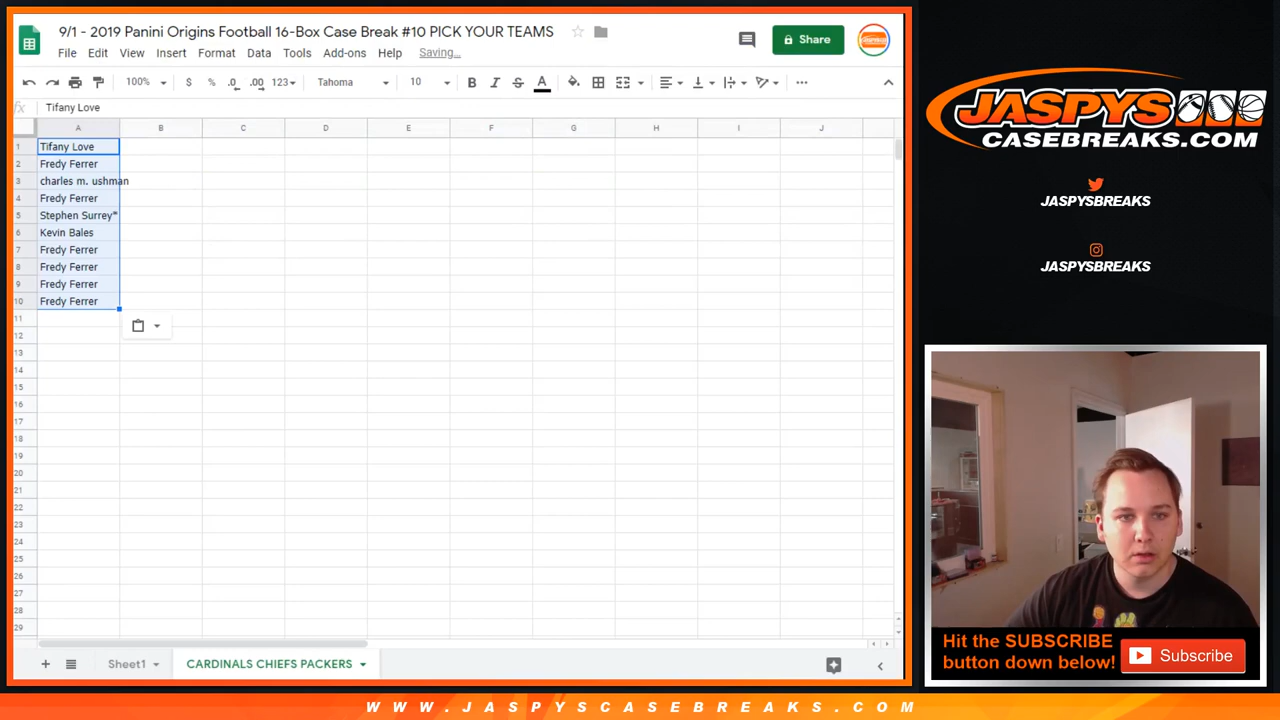 9/1 - 2019 Panini Origins Football 16-Box Case Break #10 PICK YOUR TEAMS
File Edit View Insert Format Data Tools Add-ons Help Saving...
Share
100% $ % .0 .00 123 Tahoma 10 B I S A
fx Tifany Love
A B C D E F G H I J
1 Tifany Love
2 Fredy Ferrer
3 charles m. ushman
4 Fredy Ferrer
5 Stephen Surrey*
6 Kevin Bales
7 Fredy Ferrer
8 Fredy Ferrer
9 Fredy Ferrer
10 Fredy Ferrer
11
12
13
14
15
16
17
18
19
20
21
22
23
24
25
26
27
28
29
Sheet1 CARDINALS CHIEFS PACKERS
JASPYS
CASEBREAKS.COM
JASPYSBREAKS
JASPYSBREAKS
Hit the SUBSCRIBE
button down below!
Subscribe
WWW.JASPYSCASEBREAKS.COM